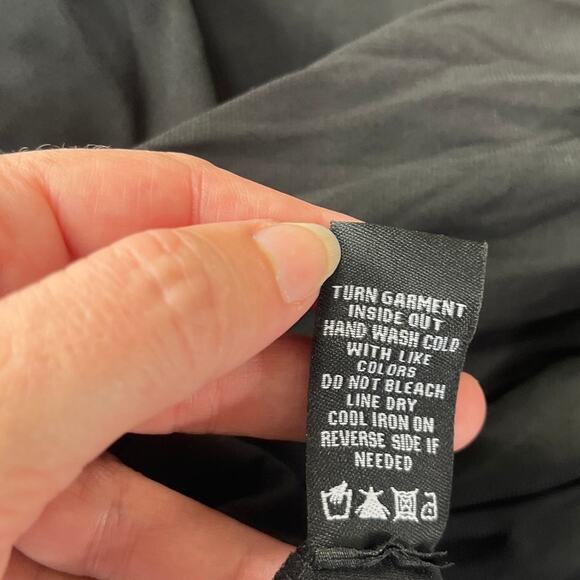 TURN GARMENT
INSIDE OUT
HAND WASH COLD
WITH LIKE
COLORS
DO NOT BLEACH
LINE DRY
COOL IRON ON
REVERSE SIDE IF
NEEDED